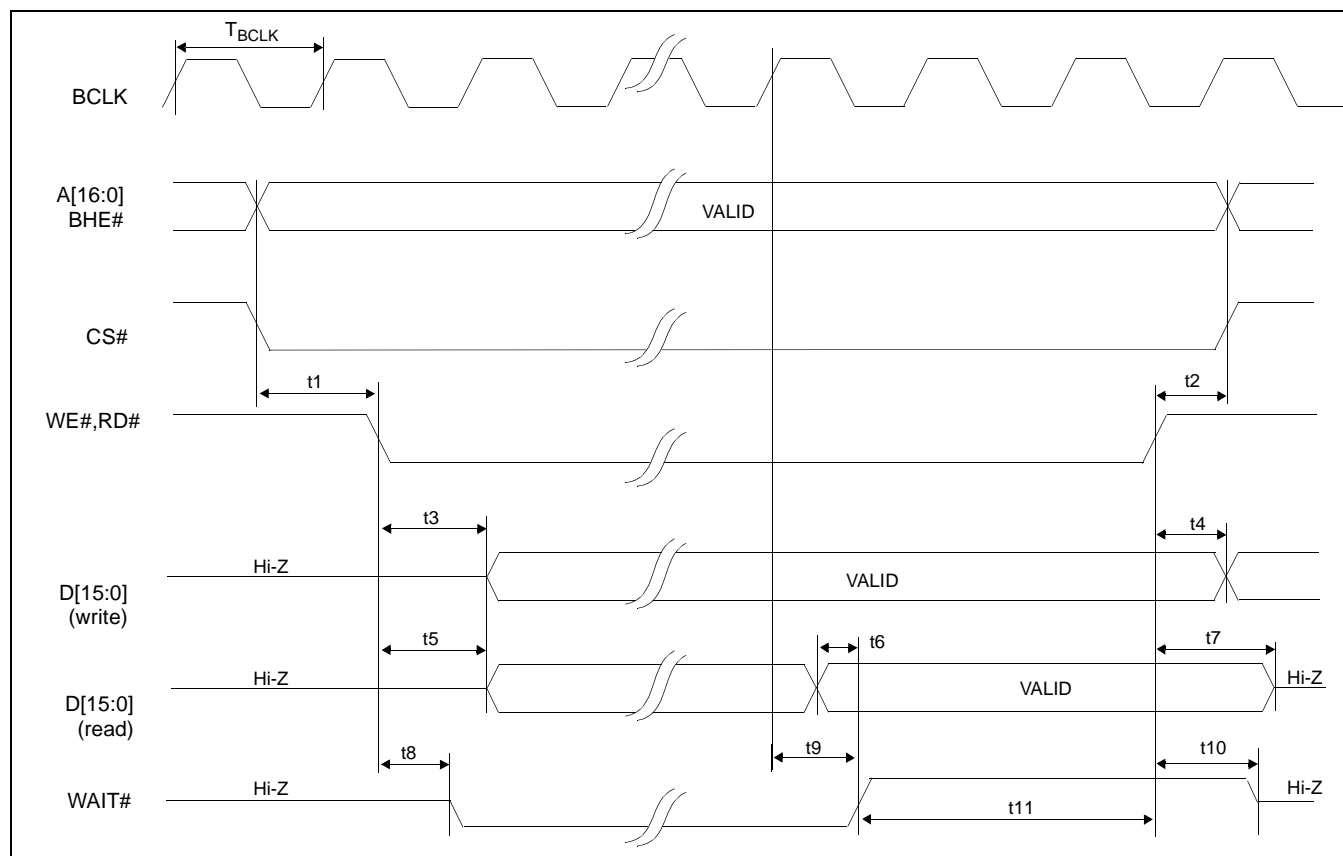 TBCLK
BCLK
A[16:0]
BHE#
VALID
CS#
t1
t2
WE#,RD#
t3
t4
Hi-Z
VALID
D[15:0]
(write)
t5
t6
t7
Hi-Z
VALID
Hi-Z
D[15:0]
(read)
t8
t9
t10
Hi-Z
Hi-Z
WAIT#
t11